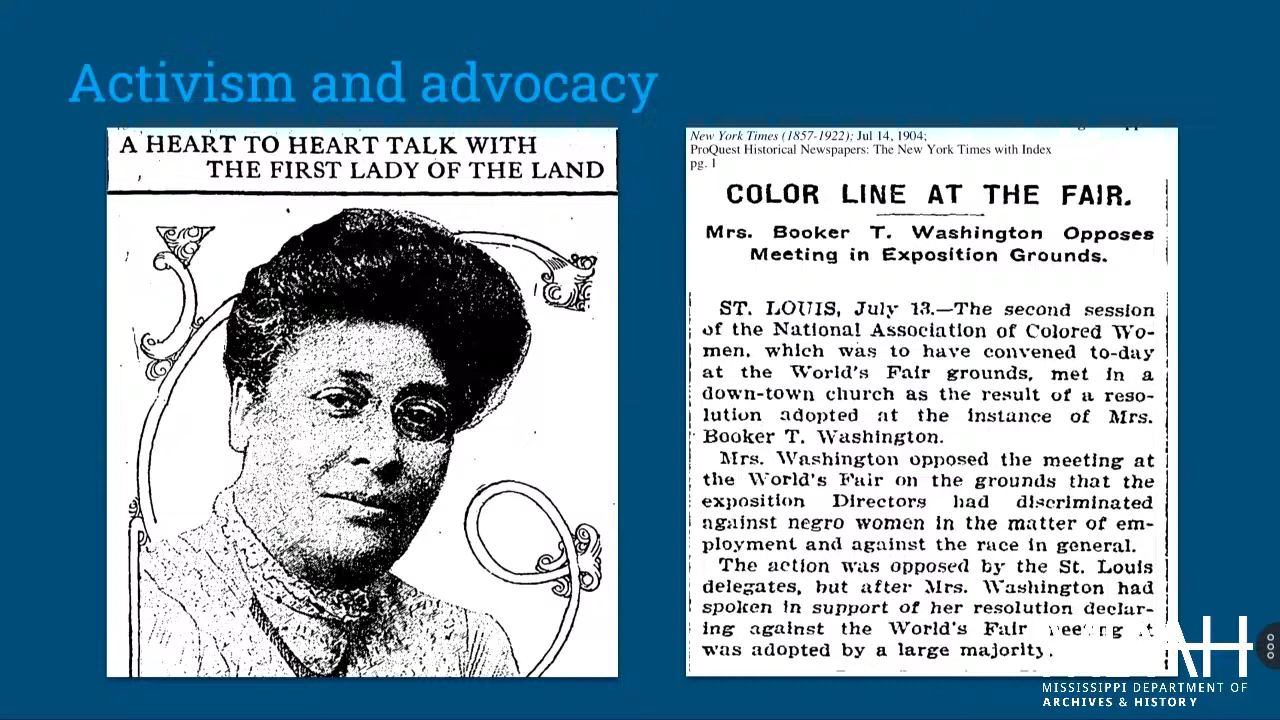 Activism and advocacy
A HEART TO HEART TALK WITH
THE FIRST LADY OF THE LAND
New York Times (1857-1922); Jul 14, 1904;
ProQuest Historical Newspapers: The New York Times with Index
pg. 1
COLOR LINE AT THE FAIR.
Mrs. Booker T. Washington Opposes
Meeting in Exposition Grounds.
ST. LOUIS, July 13.—The second session
of the National Association of Colored Wo-
men, which was to have convened to-day
at the World's Fair grounds, met in a
down-town church as the result of a reso-
lution adopted at the instance of Mrs.
Booker T. Washington.
Mrs. Washington opposed the meeting at
the World's Fair on the grounds that the
exposition Directors had discriminated
against negro women in the matter of em-
ployment and against the race in general.
The action was opposed by the St. Louis
delegates, but after Mrs. Washington had
spoken in support of her resolution declar-
ing against the World's Fair meeting it
was adopted by a large majority.
MISSISSIPPI DEPARTMENT OF
ARCHIVES & HISTORY